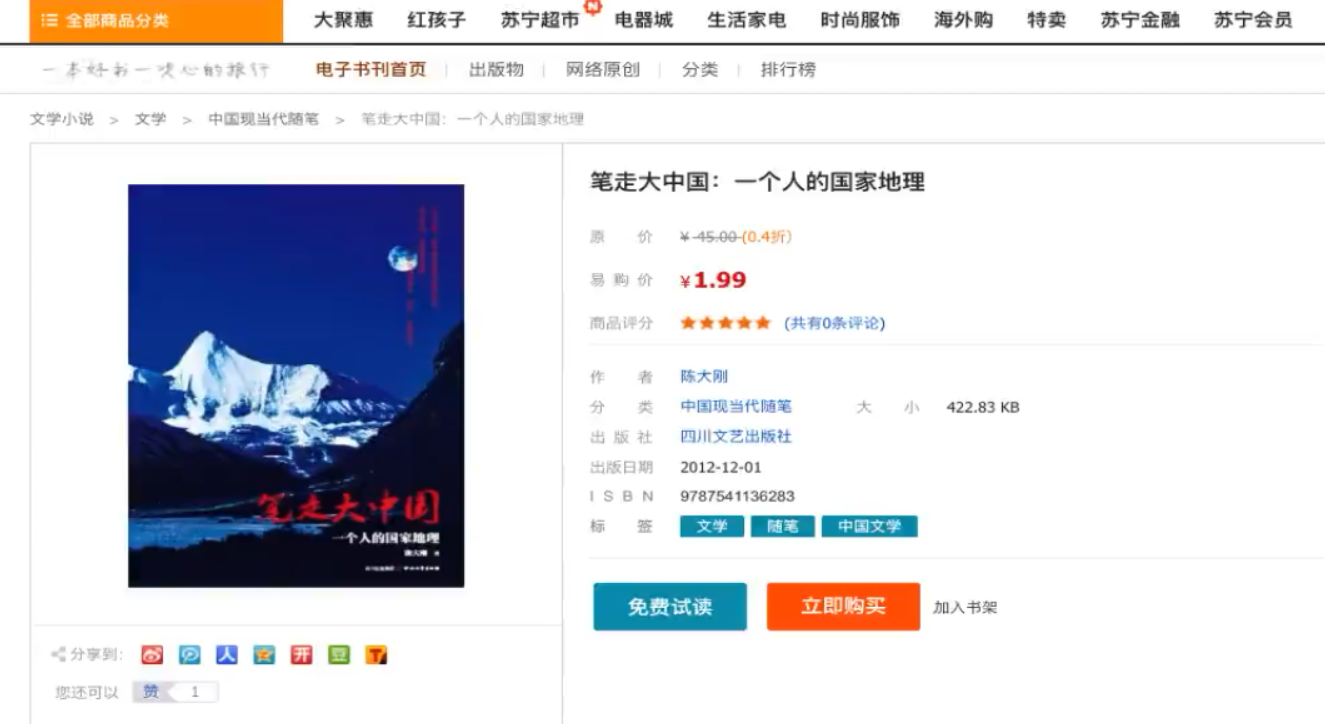 全部商品分类 大聚惠 红孩子 苏宁超市 N 电器城 生活家电 时尚服饰 海外购 特卖 苏宁金融 苏宁会员
一本好书一次心的旅行 电子书刊首页 出版物 网络原创 分类 排行榜
文学小说 > 文学 > 中国现当代随笔 > 笔走大中国：一个人的国家地理
笔走大中国
一个人的国家地理
陈大刚 著
笔走大中国：一个人的国家地理
原 价 ¥ 45.00 (0.4折)
易 购 价 ¥1.99
商品评分 (共有0条评论)
作 者 陈大刚
分 类 中国现当代随笔 大 小 422.83 KB
出 版 社 四川文艺出版社
出版日期 2012-12-01
I S B N 9787541136283
标 签 文学 随笔 中国文学
免费试读 立即购买 加入书架
分享到: 人 开 豆 T
您还可以 赞 1